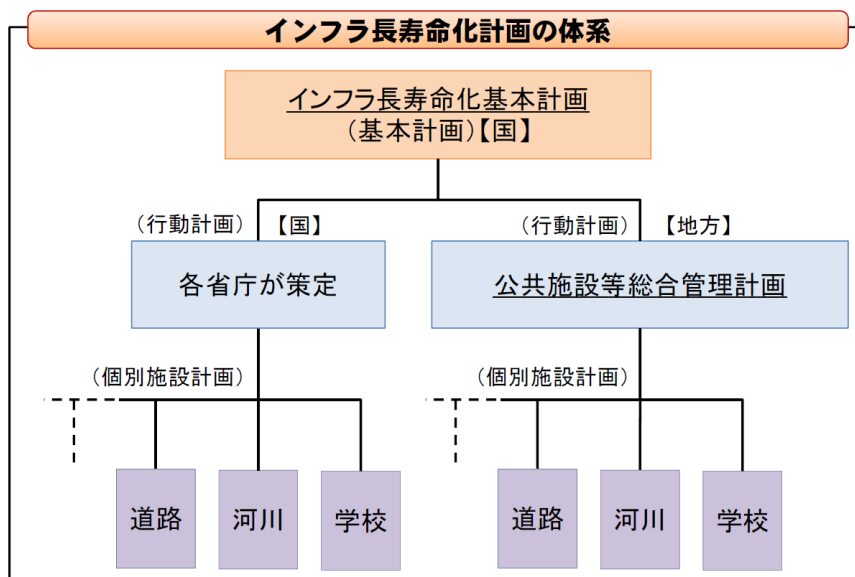 インフラ長寿命化計画の体系
インフラ長寿命化基本計画
(基本計画)【国】
(行動計画) 【国】
(行動計画) 【地方】
各省庁が策定
公共施設等総合管理計画
(個別施設計画)
(個別施設計画)
道路 河川 学校
道路 河川 学校